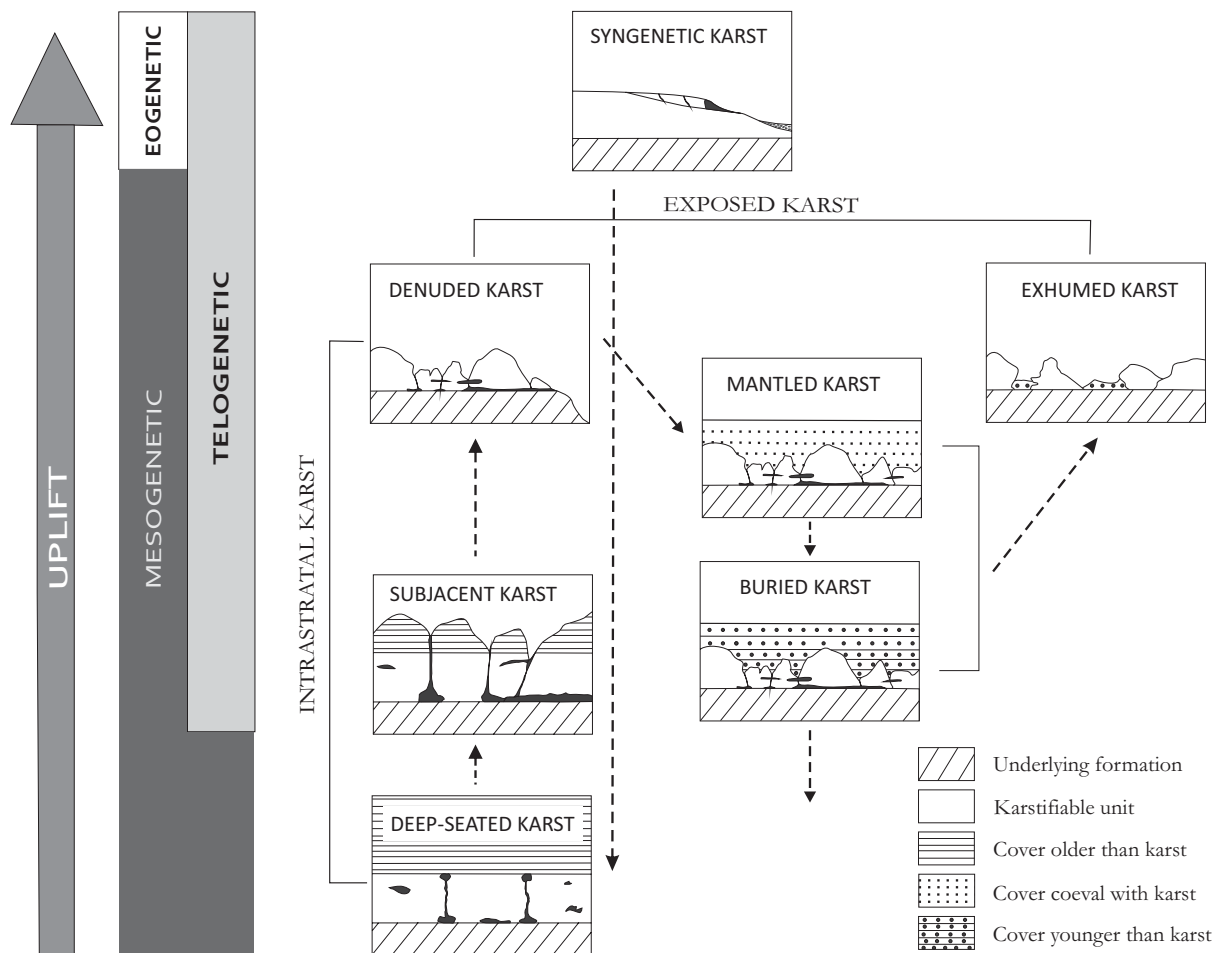 UPLIFT
EOGENETIC
MESOGENETIC
TELOGENETIC
SYNGENETIC KARST
EXPOSED KARST
DENUDED KARST
EXHUMED KARST
MANTLED KARST
INTRASTRATAL KARST
SUBJACENT KARST
BURIED KARST
DEEP-SEATED KARST
Underlying formation
Karstifiable unit
Cover older than karst
Cover coeval with karst
Cover younger than karst